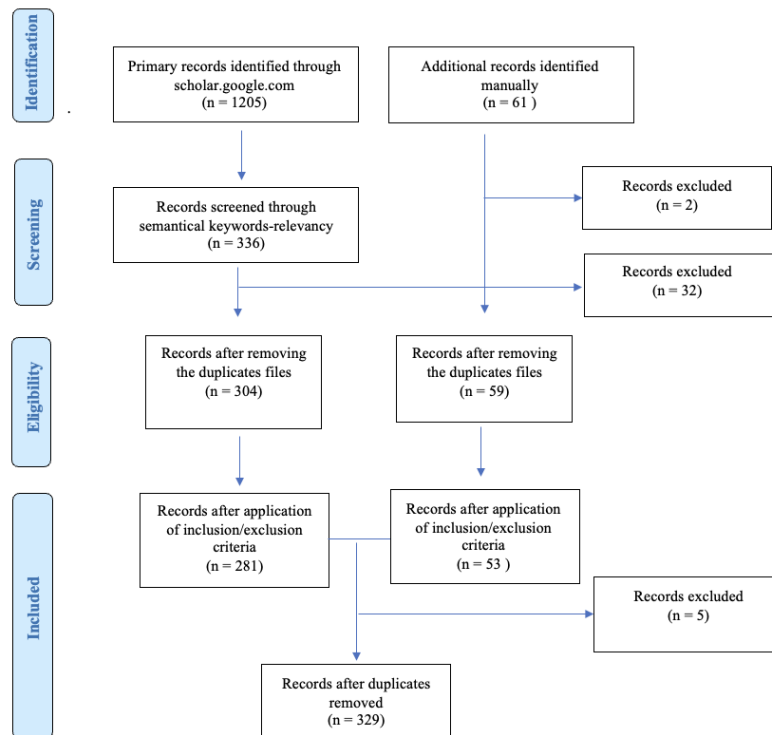 Identification
Primary records identified through
scholar.google.com
(n = 1205)
Additional records identified
manually
(n = 61 )
.
Screening
Records screened through
semantical keywords-relevancy
(n = 336)
Records excluded
(n = 2)
Records excluded
(n = 32)
Eligibility
Records after removing
the duplicates files
(n = 304)
Records after removing
the duplicates files
(n = 59)
Included
Records after application
of inclusion/exclusion
criteria
(n = 281)
Records after application
of inclusion/exclusion
criteria
(n = 53 )
Records excluded
(n = 5)
Records after duplicates
removed
(n = 329)